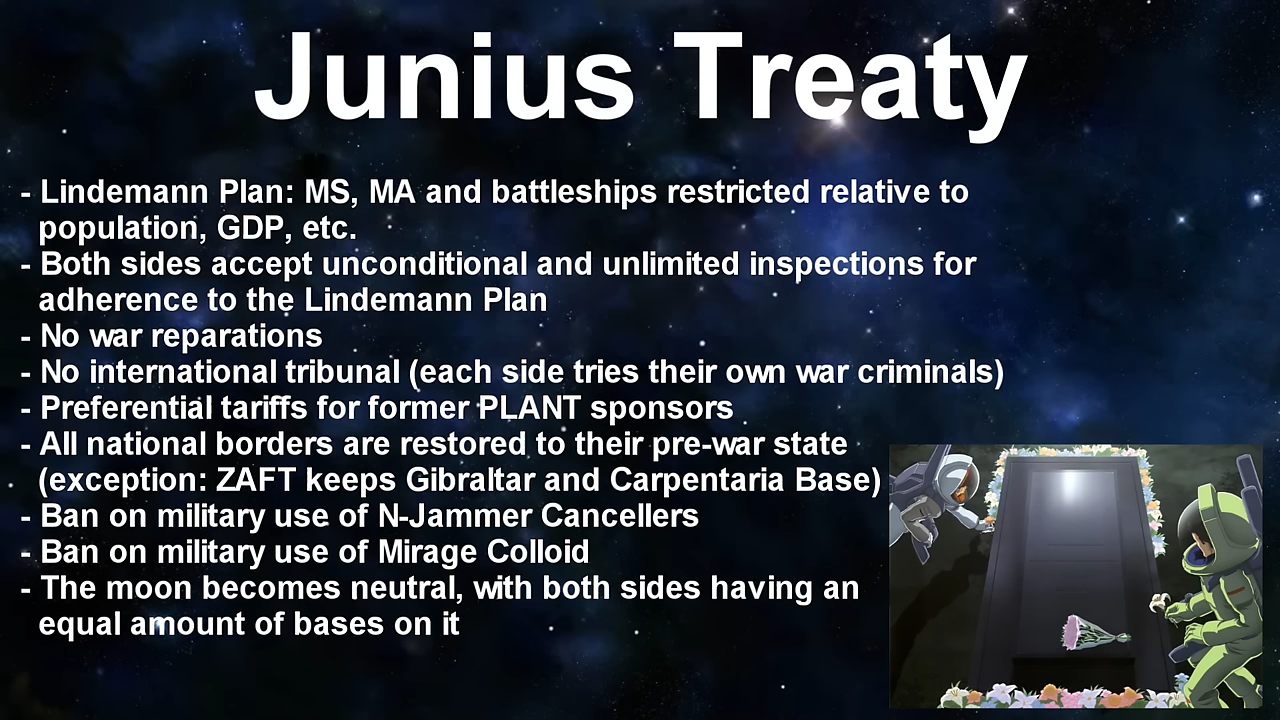 Junius Treaty
- Lindemann Plan: MS, MA and battleships restricted relative to
population, GDP, etc.
- Both sides accept unconditional and unlimited inspections for
adherence to the Lindemann Plan
- No war reparations
- No international tribunal (each side tries their own war criminals)
- Preferential tariffs for former PLANT sponsors
- All national borders are restored to their pre-war state
(exception: ZAFT keeps Gibraltar and Carpentaria Base)
- Ban on military use of N-Jammer Cancellers
- Ban on military use of Mirage Colloid
- The moon becomes neutral, with both sides having an
equal amount of bases on it